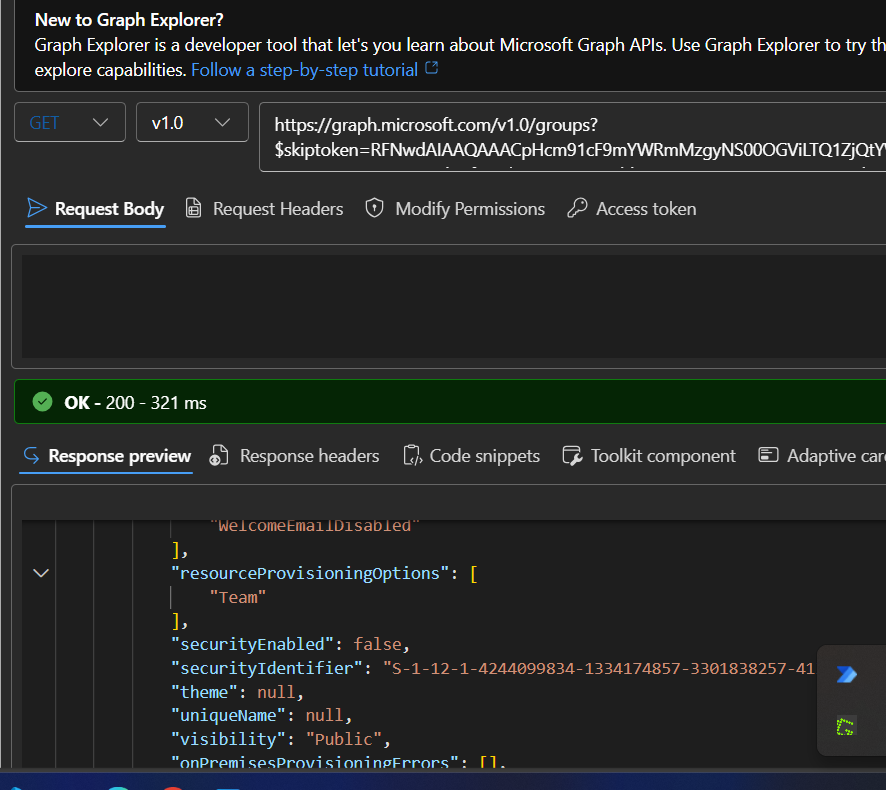 New to Graph Explorer?
Graph Explorer is a developer tool that let's you learn about Microsoft Graph APIs. Use Graph Explorer to try th
explore capabilities. Follow a step-by-step tutorial
GET v1.0 https://graph.microsoft.com/v1.0/groups?
$skiptoken=RFNwdAIAAQAAACpHcm91cF9mYWRmMzgyNS00OGViLTQ1ZjQtY
Request Body Request Headers Modify Permissions Access token
OK - 200 - 321 ms
Response preview Response headers Code snippets Toolkit component Adaptive car
"WelcomeEmailDisabled"
],
"resourceProvisioningOptions": [
"Team"
],
"securityEnabled": false,
"securityIdentifier": "S-1-12-1-4244099834-1334174857-3301838257-41
"theme": null,
"uniqueName": null,
"visibility": "Public",
"onPremisesProvisioningErrors": [],